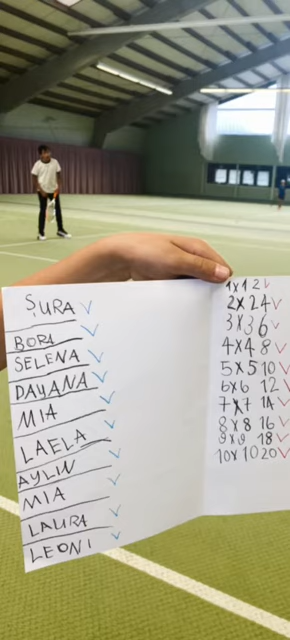 ŞURA ✓
BORA ✓
SELENA ✓
DAYANA ✓
MIA ✓
LAELA ✓
AYLIN ✓
MIA ✓
LAURA ✓
LEONI ✓
1x1 2 ✓
2x2 4 ✓
3x3 6 ✓
4x4 8 ✓
5x5 10 ✓
6x6 12 ✓
7x7 14 ✓
8x8 16 ✓
9x9 18 ✓
10x10 20 ✓